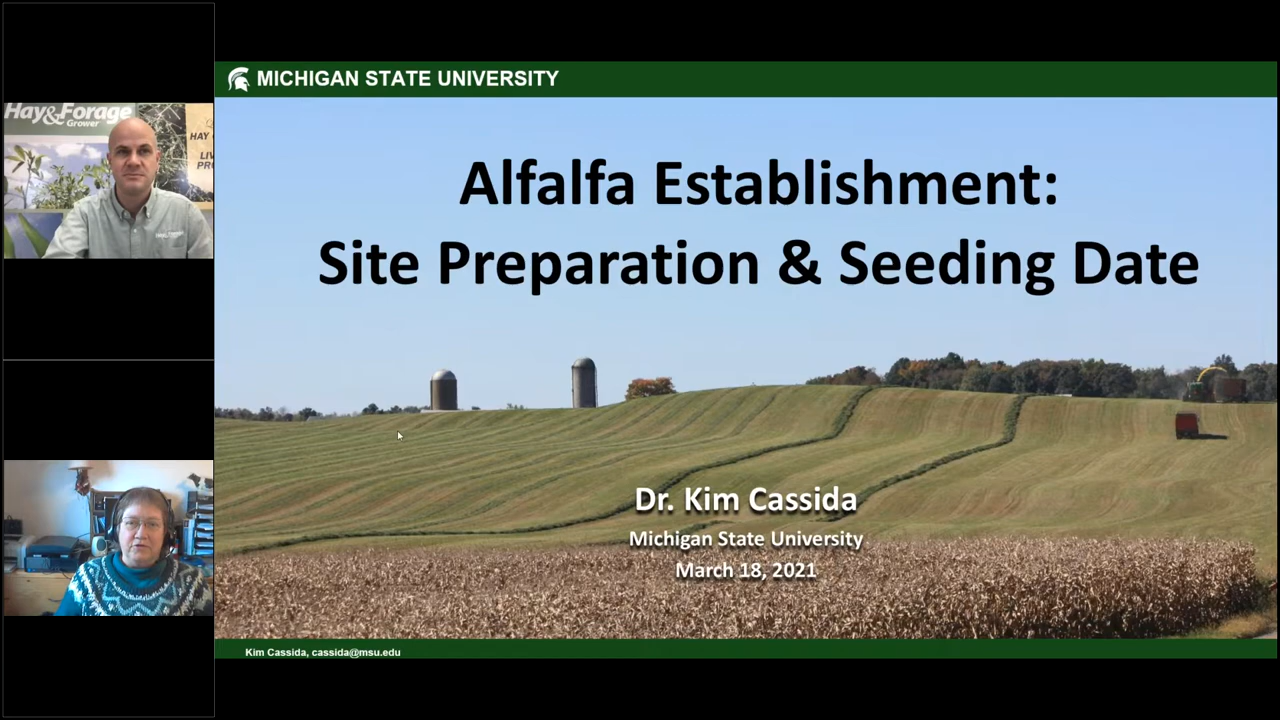 MICHIGAN STATE UNIVERSITY
Hay&Forage
Grower
HAY
Alfalfa Establishment:
Site Preparation & Seeding Date
Dr. Kim Cassida
Michigan State University
March 18, 2021
Kim Cassida, cassida@msu.edu